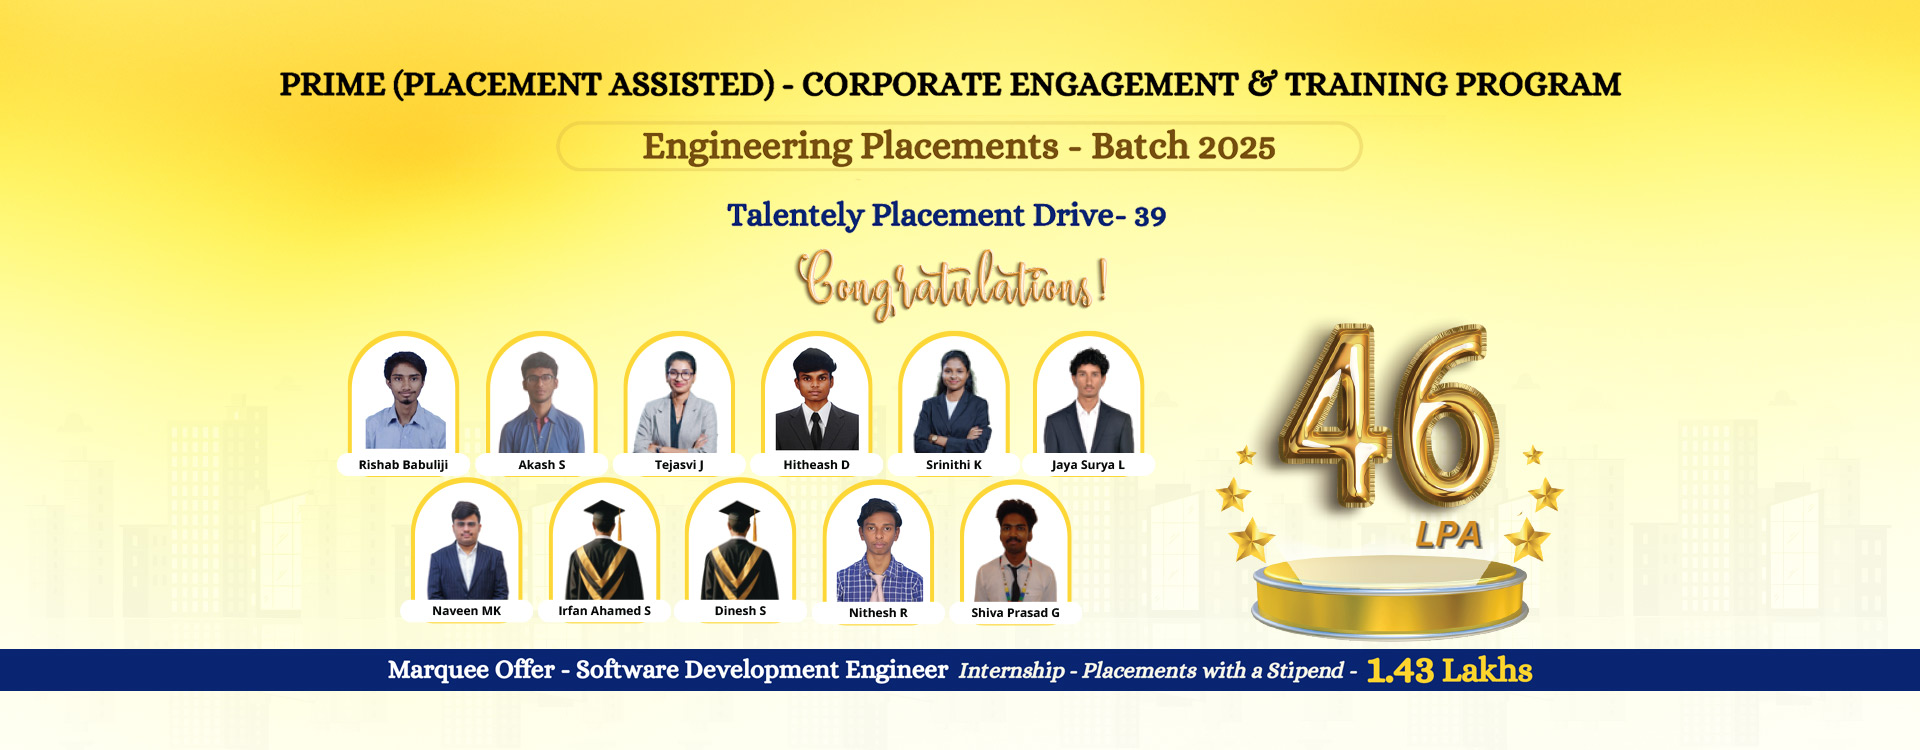 PRIME (PLACEMENT ASSISTED) - CORPORATE ENGAGEMENT & TRAINING PROGRAM
Engineering Placements - Batch 2025
Talentely Placement Drive- 39
Congratulations!
Rishab Babuliji
Akash S
Tejasvi J
Hitheash D
Srinithi K
Jaya Surya L
Naveen MK
Irfan Ahamed S
Dinesh S
Nithesh R
Shiva Prasad G
46
LPA
Marquee Offer - Software Development Engineer Internship - Placements with a Stipend - 1.43 Lakhs